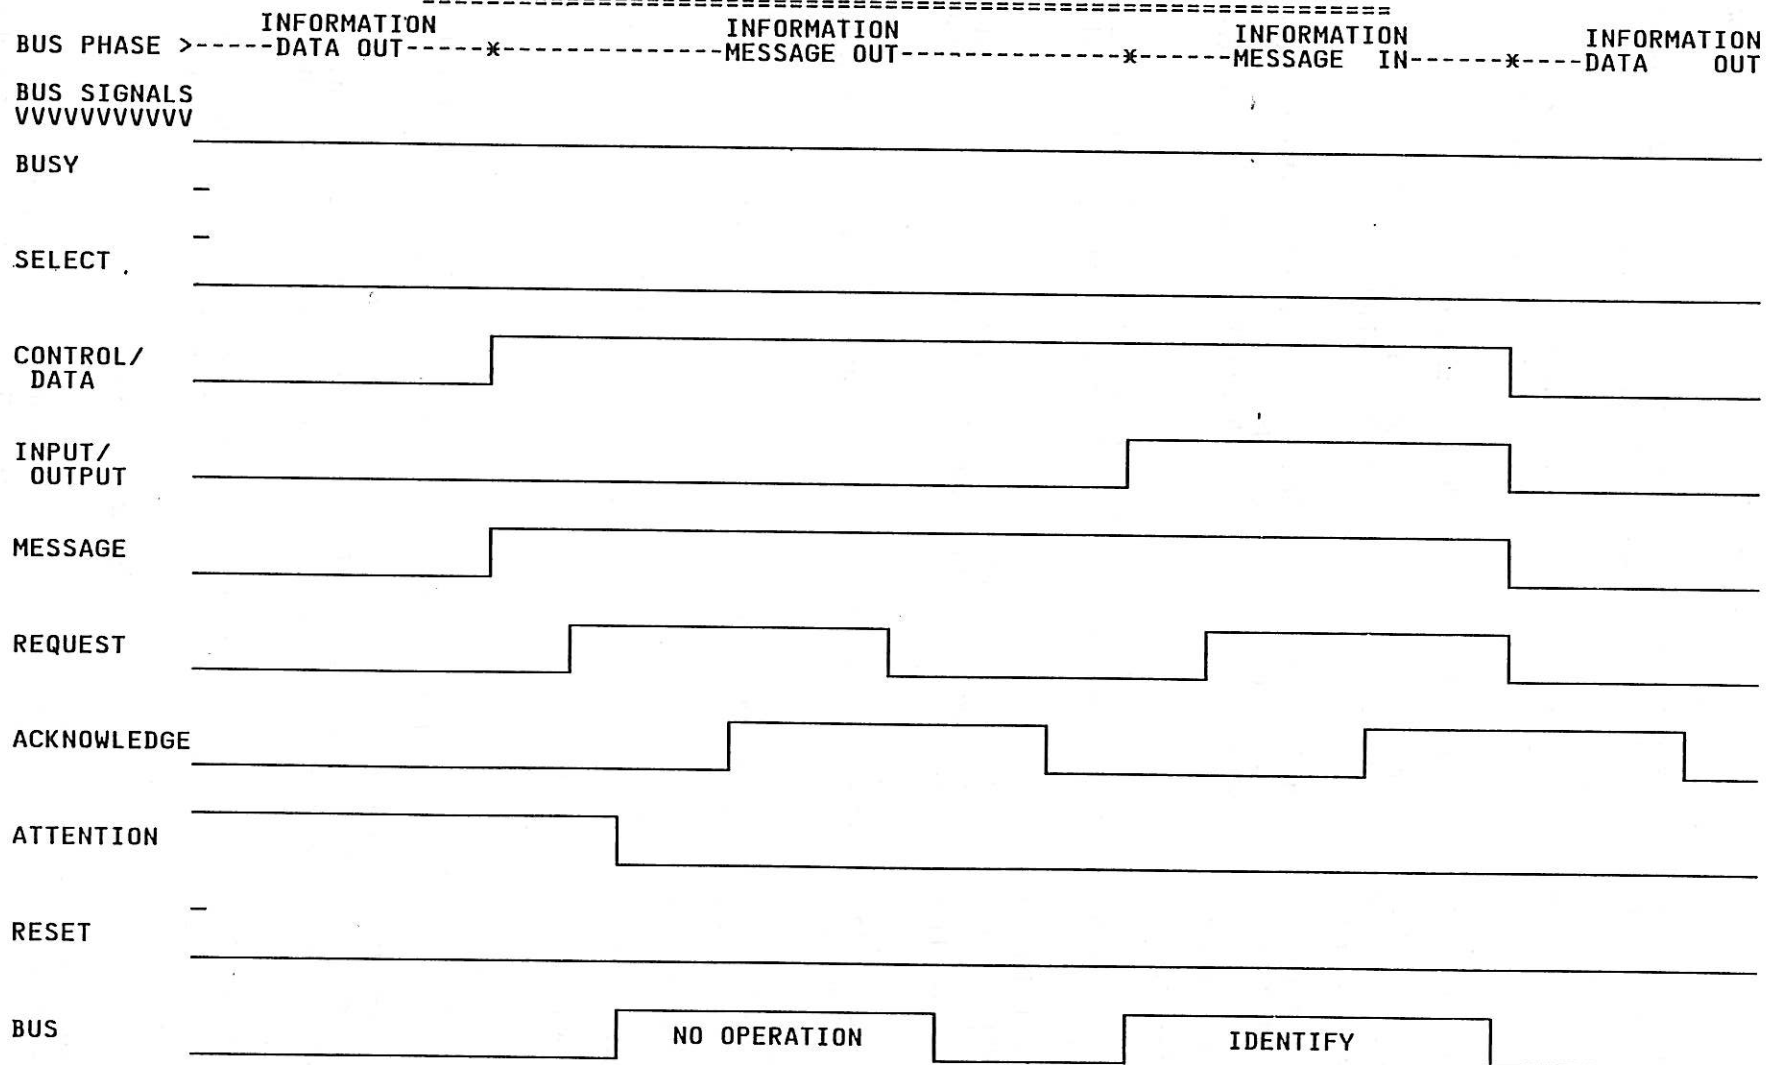 ==============================================================
INFORMATION INFORMATION INFORMATION INFORMATION
BUS PHASE >-----DATA OUT-----*--------------MESSAGE OUT--------------*------MESSAGE IN------*----DATA OUT
BUS SIGNALS
VVVVVVVVVVV
BUSY
SELECT
CONTROL/
DATA
INPUT/
OUTPUT
MESSAGE
REQUEST
ACKNOWLEDGE
ATTENTION
RESET
BUS NO OPERATION IDENTIFY